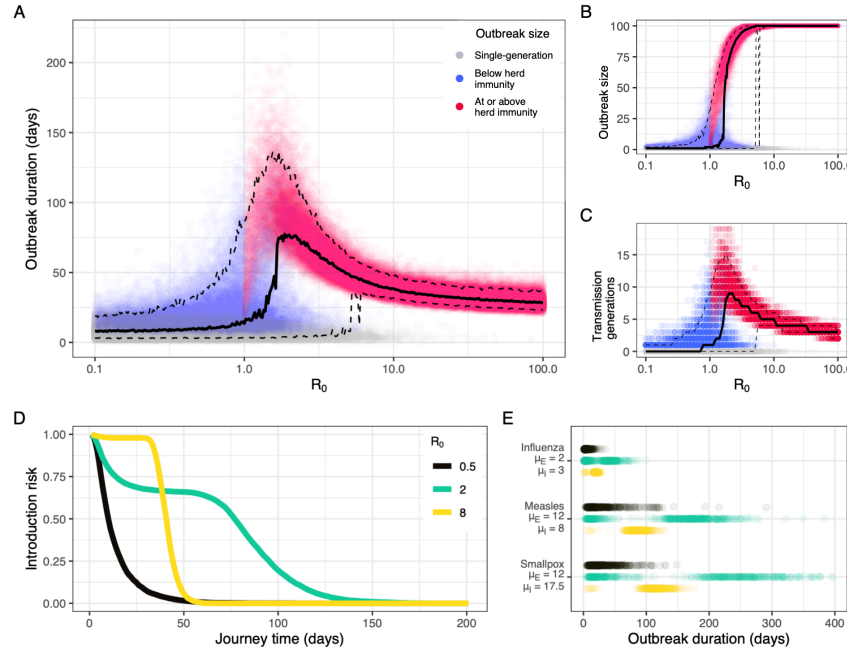 A
Outbreak duration (days)
250
200
150
100
50
0
0.1
1.0
10.0
100.0
R0
Outbreak size
Single-generation
Below herd
immunity
At or above
herd immunity
B
Outbreak size
100
75
50
25
0
0.1
1.0
10.0
100.0
R0
C
Transmission
generations
15
10
5
0
0.1
1.0
10.0
100.0
R0
D
Introduction risk
1.00
0.75
0.50
0.25
0.00
0
50
100
150
200
Journey time (days)
R0
0.5
2
8
E
Influenza
μE = 2
μI = 3
Measles
μE = 12
μI = 8
Smallpox
μE = 12
μI = 17.5
0
100
200
300
400
Outbreak duration (days)